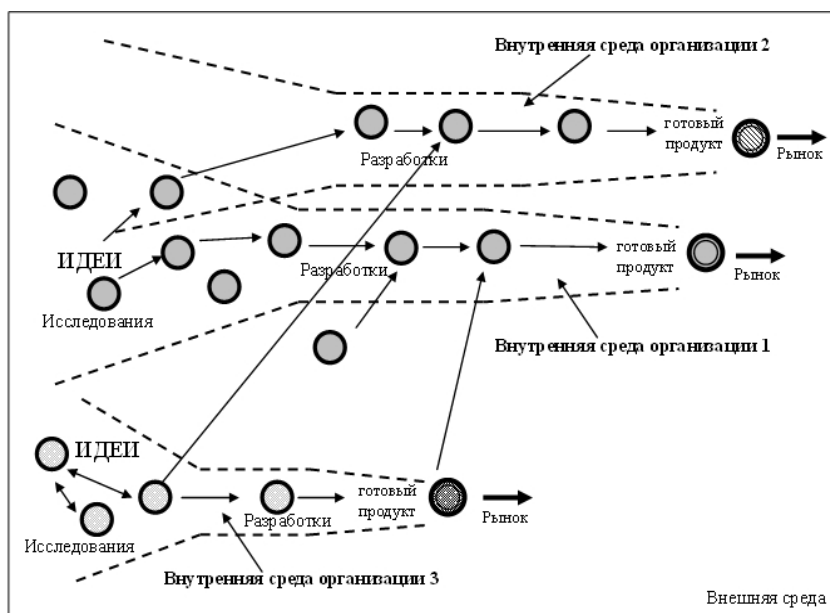 Внутренняя среда организации 2
готовый
продукт
Рынок
Разработки
ИДЕИ
Разработки
готовый
продукт
Рынок
Исследования
Внутренняя среда организации 1
ИДЕИ
готовый
продукт
Рынок
Разработки
Исследования
Внутренняя среда организации 3
Внешняя среда